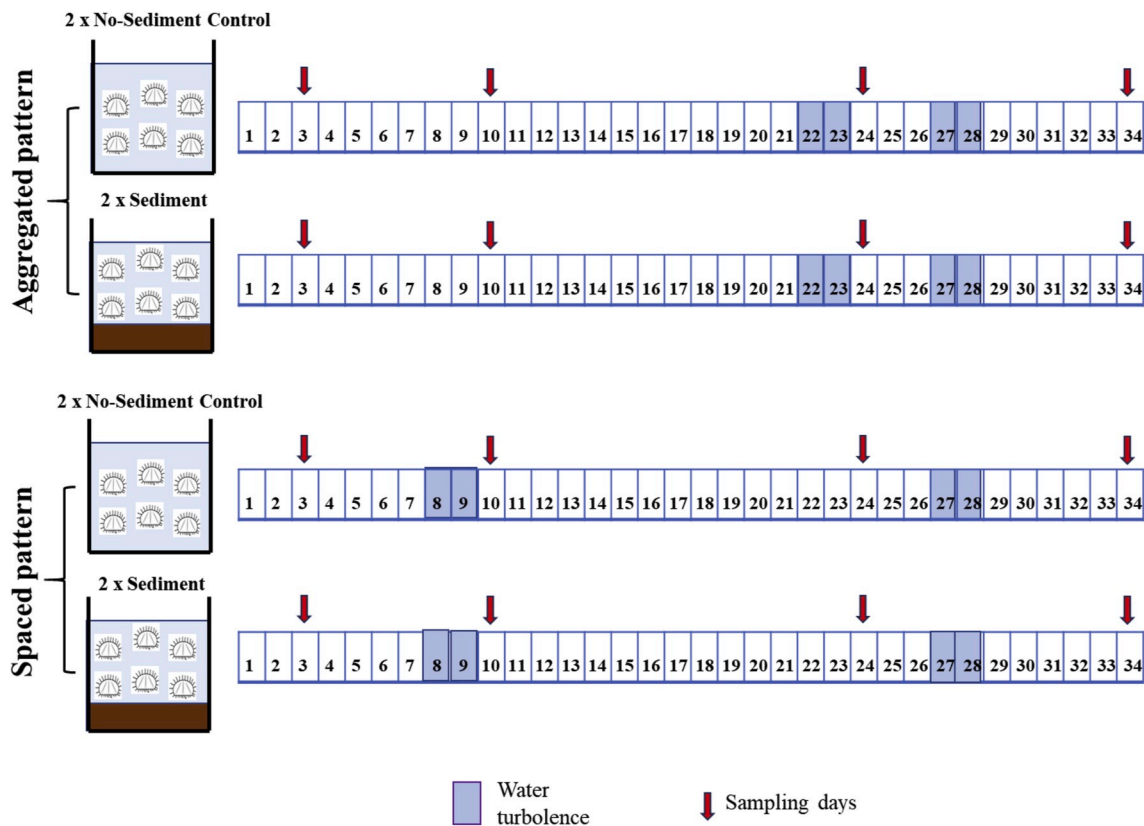 2 x No-Sediment Control
1 2 3 4 5 6 7 8 9 10 11 12 13 14 15 16 17 18 19 20 21 22 23 24 25 26 27 28 29 30 31 32 33 34
Aggregated pattern
2 x Sediment
1 2 3 4 5 6 7 8 9 10 11 12 13 14 15 16 17 18 19 20 21 22 23 24 25 26 27 28 29 30 31 32 33 34
2 x No-Sediment Control
1 2 3 4 5 6 7 8 9 10 11 12 13 14 15 16 17 18 19 20 21 22 23 24 25 26 27 28 29 30 31 32 33 34
Spaced pattern
2 x Sediment
1 2 3 4 5 6 7 8 9 10 11 12 13 14 15 16 17 18 19 20 21 22 23 24 25 26 27 28 29 30 31 32 33 34
Water
turbolence
Sampling days